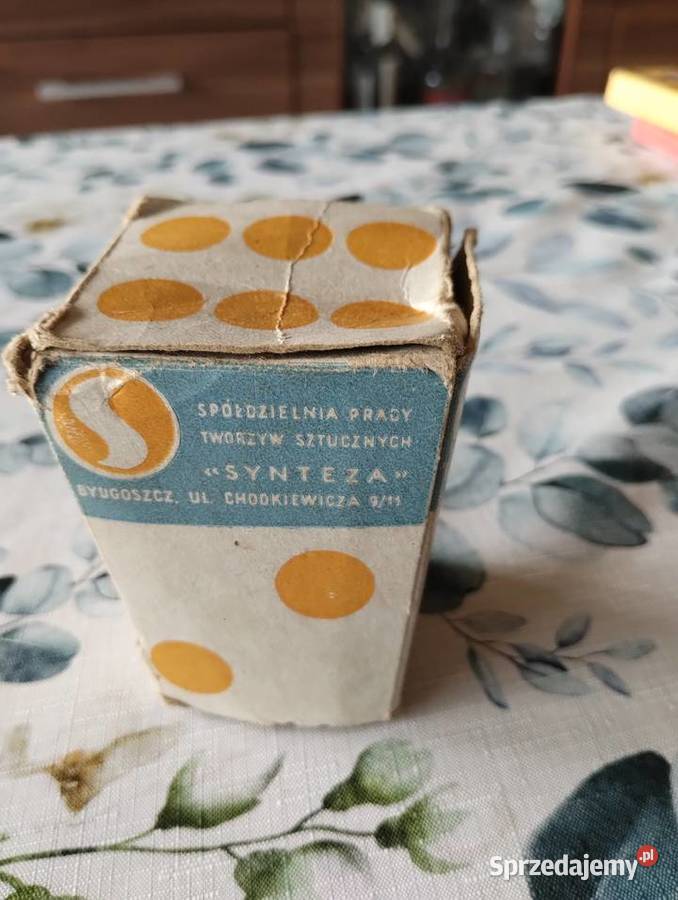 SPÓŁDZIELNIA PRACY
TWORZYW SZTUCZNYCH
«SYNTEZA»
BYDGOSZCZ, UL. CHODKIEWICZA 9/11
Sprzedajemy.pl